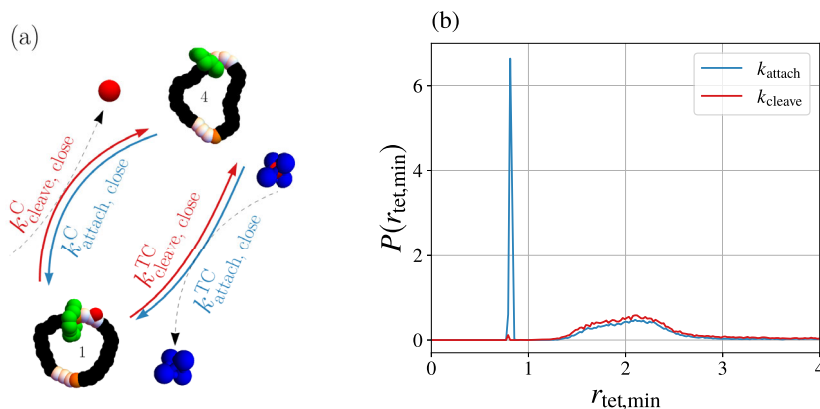 (a)
4
k^C_cleave, close
k^C_attach, close
k^TC_cleave, close
k^TC_attach, close
1
(b)
k_attach
k_cleave
P(r_tet,min)
6
4
2
0
0 1 2 3 4
r_tet,min